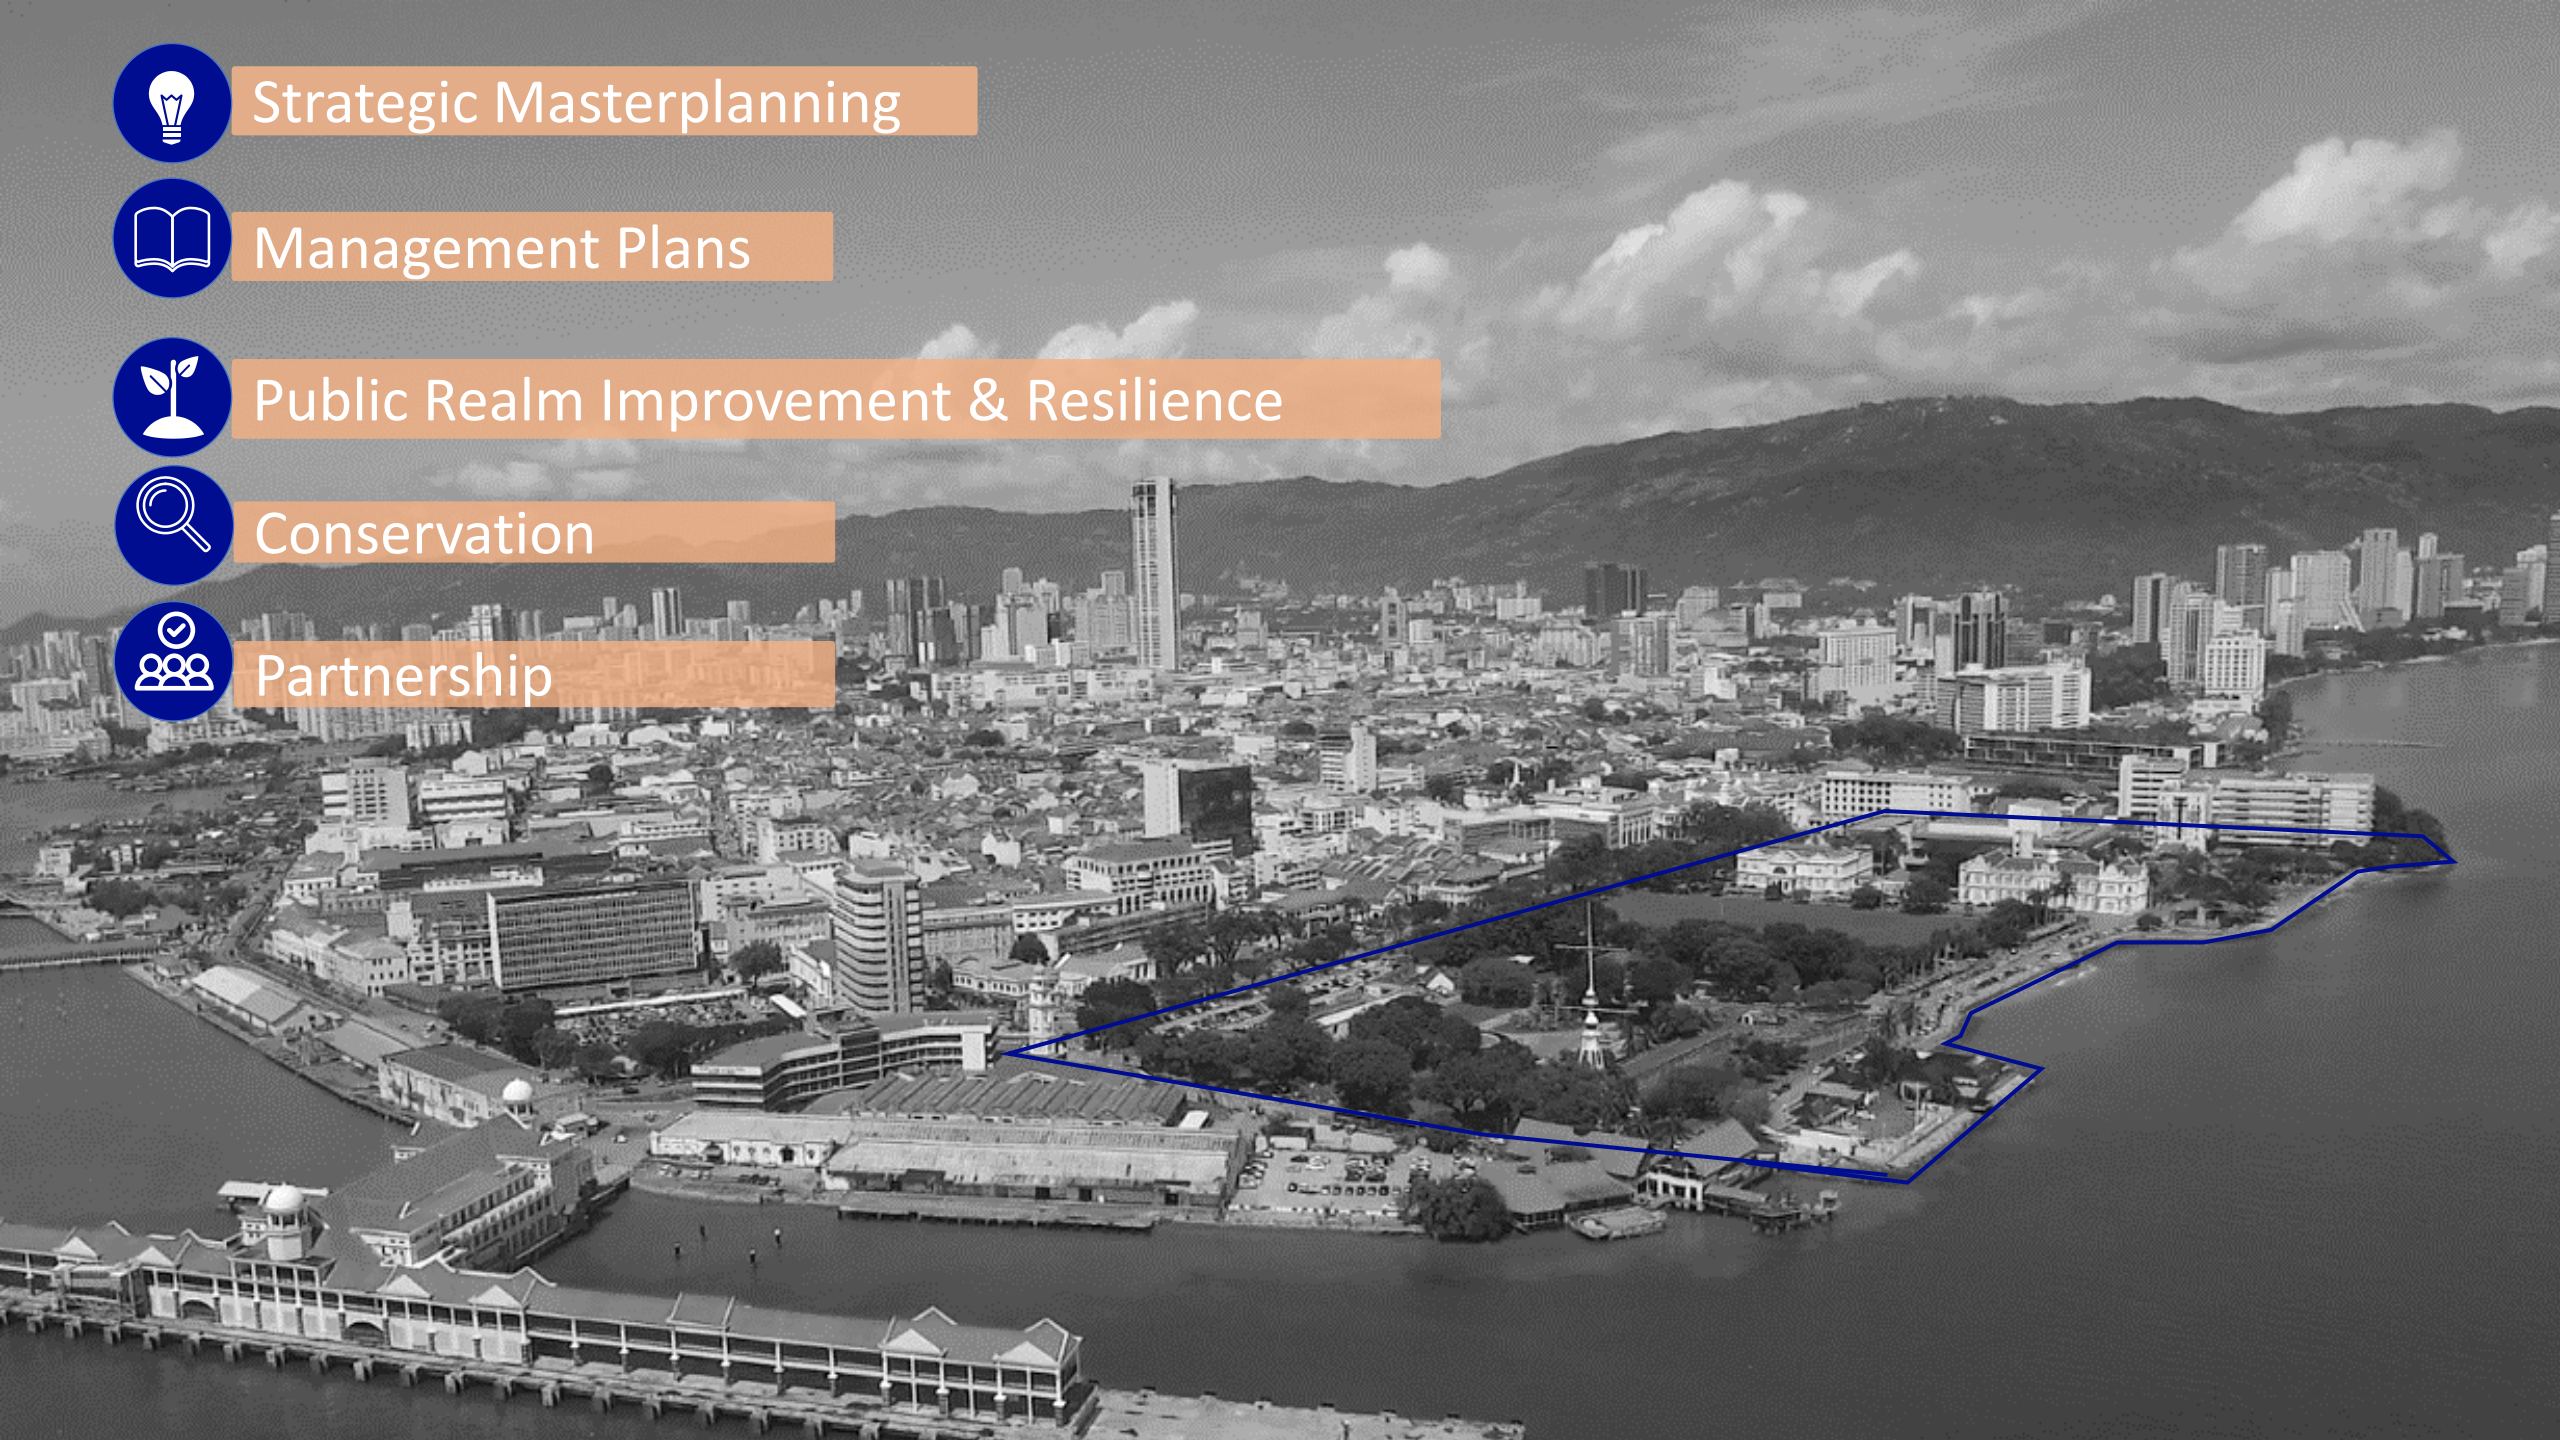 Strategic Masterplanning
Management Plans
Public Realm Improvement & Resilience
Conservation
Partnership